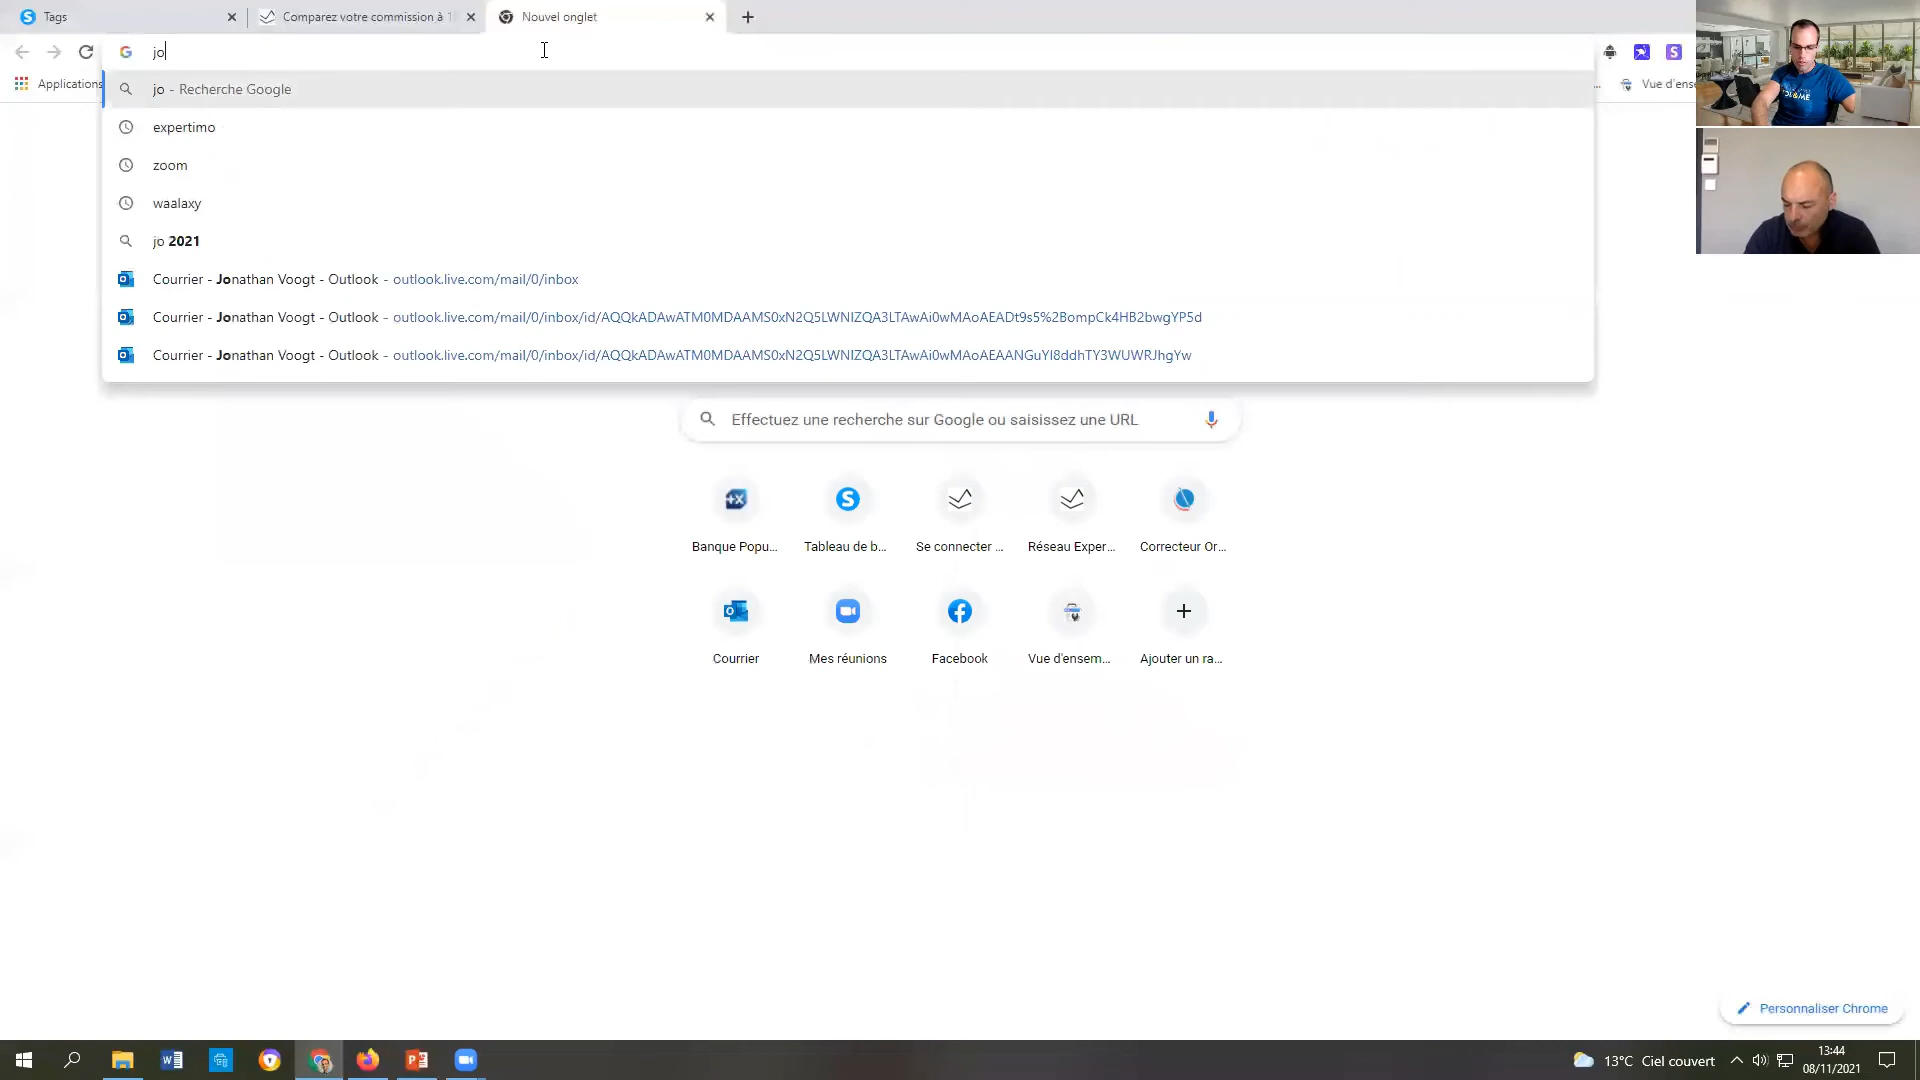 Tags
Comparez votre commission à 1
Nouvel onglet
jo
Applications
Vue d'ense
jo - Recherche Google
expertimo
zoom
waalaxy
jo 2021
Courrier - Jonathan Voogt - Outlook - outlook.live.com/mail/0/inbox
Courrier - Jonathan Voogt - Outlook - outlook.live.com/mail/0/inbox/id/AQQkADAwATM0MDAAMS0xN2Q5LWNlZQA3LTAwAi0wMAoAEADt9s5%2BompCk4HB2bwgYP5d
Courrier - Jonathan Voogt - Outlook - outlook.live.com/mail/0/inbox/id/AQQkADAwATM0MDAAMS0xN2Q5LWNlZQA3LTAwAi0wMAoAEAANGuYI8ddhTY3WUWRJhgYw
Effectuez une recherche sur Google ou saisissez une URL
Banque Popu...
Tableau de b...
Se connecter ...
Réseau Exper...
Correcteur Or...
Courrier
Mes réunions
Facebook
Vue d'ensem...
Ajouter un ra...
Personnaliser Chrome
13°C Ciel couvert
13:44
08/11/2021